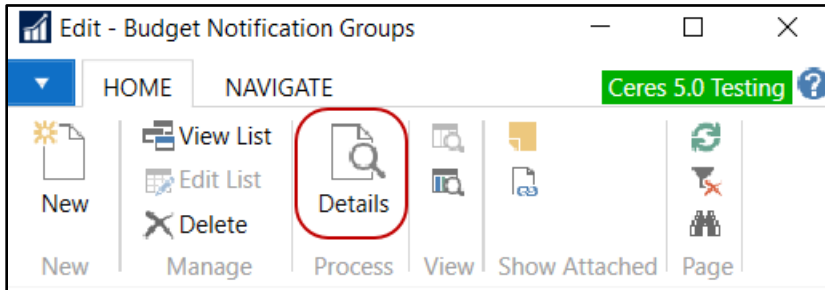 Edit - Budget Notification Groups
HOME NAVIGATE Ceres 5.0 Testing ?
New
View List
Edit List
Delete
Details
New Manage Process View Show Attached Page